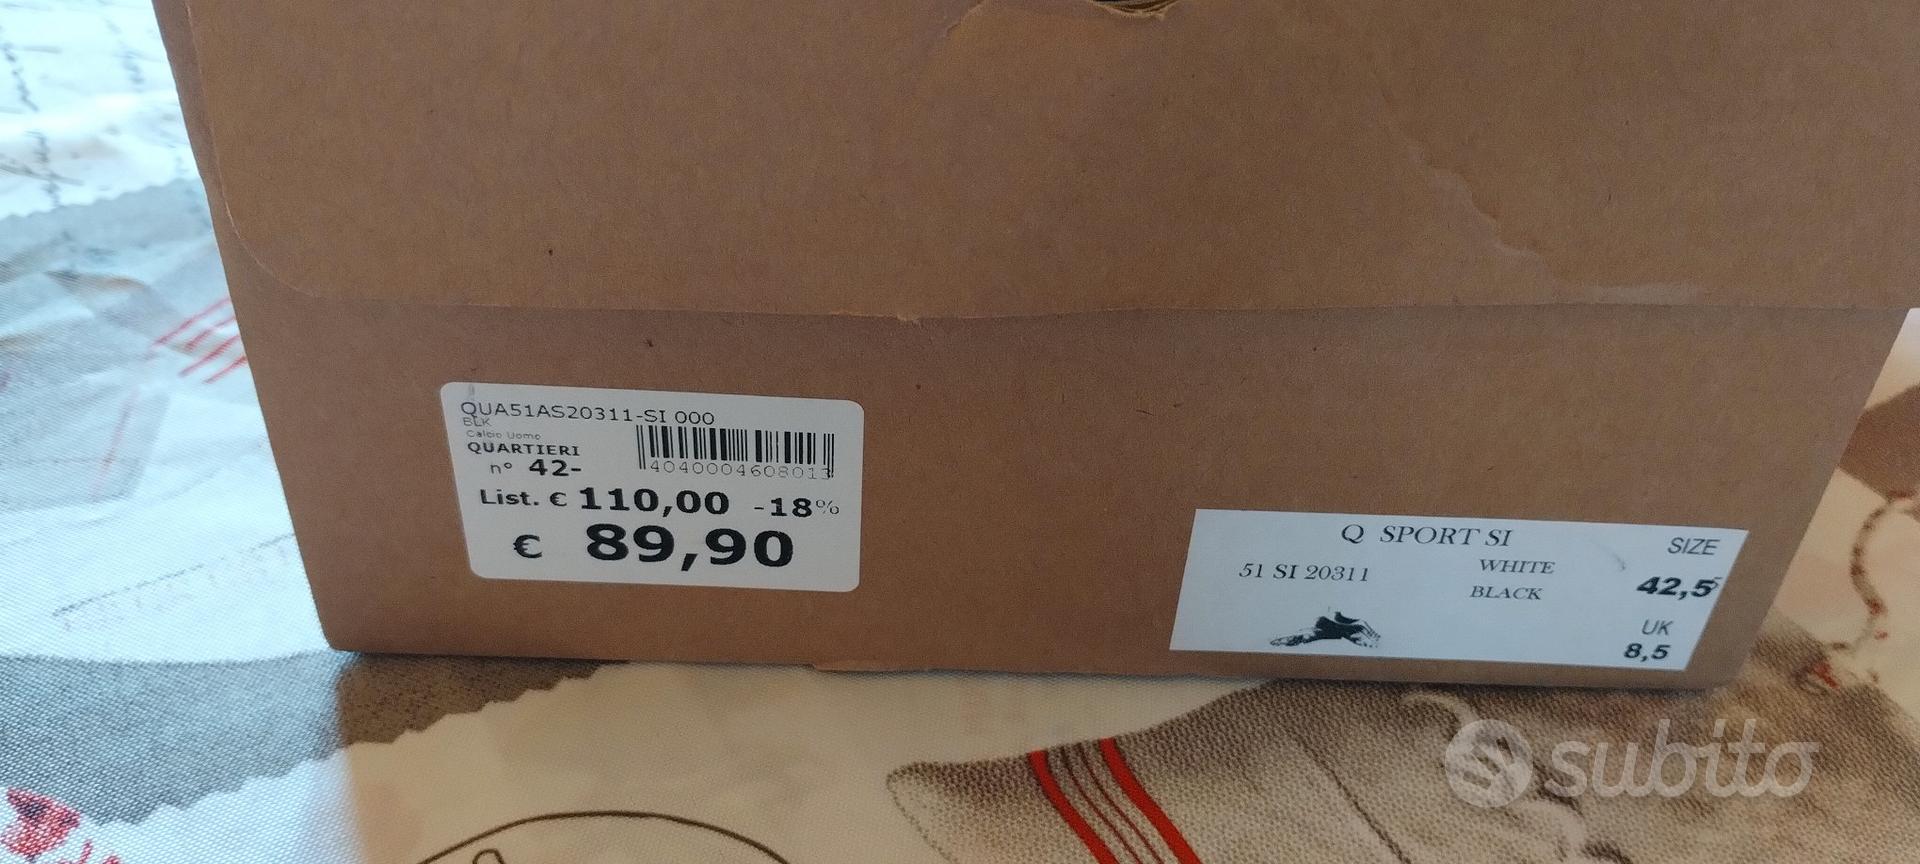 QUA51AS20311-SI 000
BLK
Calcio Uomo
QUARTIERI
n° 42-
4040004608013
List. € 110,00 -18%
€ 89,90
Q SPORT SI
SIZE
51 SI 20311
WHITE
BLACK
42,5
UK
8,5
subito